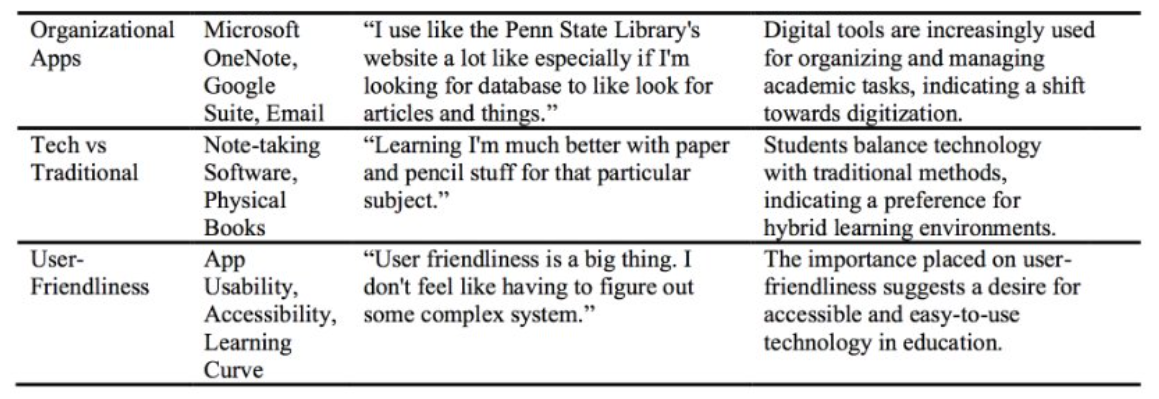 Organizational Apps | Microsoft OneNote, Google Suite, Email | “I use like the Penn State Library's website a lot like especially if I'm looking for database to like look for articles and things.” | Digital tools are increasingly used for organizing and managing academic tasks, indicating a shift towards digitization.
Tech vs Traditional | Note-taking Software, Physical Books | “Learning I'm much better with paper and pencil stuff for that particular subject.” | Students balance technology with traditional methods, indicating a preference for hybrid learning environments.
User-Friendliness | App Usability, Accessibility, Learning Curve | “User friendliness is a big thing. I don't feel like having to figure out some complex system.” | The importance placed on user-friendliness suggests a desire for accessible and easy-to-use technology in education.